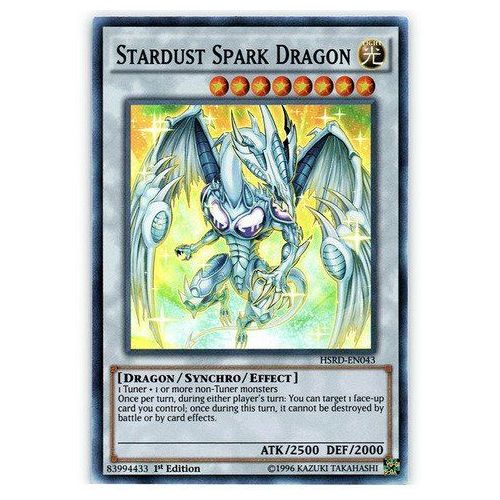 STARDUST SPARK DRAGON
LIGHT
光
HSRD-EN043
[DRAGON/SYNCHRO/EFFECT]
1 Tuner + 1 or more non-Tuner monsters
Once per turn, during either player's turn: You can target 1 face-up
card you control; once during this turn, it cannot be destroyed by
battle or by card effects.
ATK/2500 DEF/2000
83994433 1st Edition ©1996 KAZUKI TAKAHASHI